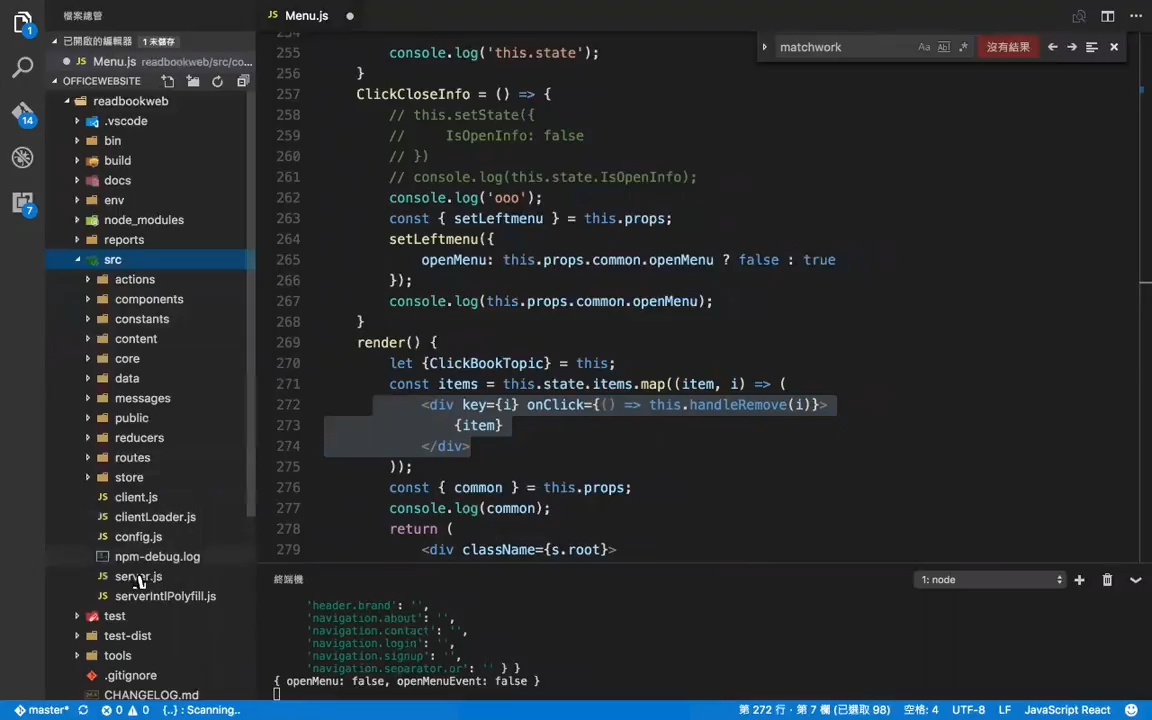 1
檔案總管
已開啟的編輯器 1 未儲存
Menu.js readbookweb/src/co...
OFFICEWEBSITE
readbookweb
.vscode
bin
14
build
docs
env
node_modules
7
reports
src
actions
components
constants
content
core
data
messages
public
reducers
routes
store
client.js
clientLoader.js
config.js
npm-debug.log
server.js
serverIntlPolyfill.js
test
test-dist
tools
.gitignore
CHANGELOG.md
JS Menu.js
matchwork Aa Abl .* 沒有結果
255 console.log('this.state');
256 }
257 ClickCloseInfo = () => {
258 // this.setState({
259 //     IsOpenInfo: false
260 // })
261 // console.log(this.state.IsOpenInfo);
262 console.log('ooo');
263 const { setLeftmenu } = this.props;
264 setLeftmenu({
265 openMenu: this.props.common.openMenu ? false : true
266 });
267 console.log(this.props.common.openMenu);
268 }
269 render() {
270 let {ClickBookTopic} = this;
271 const items = this.state.items.map((item, i) => (
272 <div key={i} onClick={() => this.handleRemove(i)}>
273 {item}
274 </div>
275 ));
276 const { common } = this.props;
277 console.log(common);
278 return (
279 <div className={s.root}>
終端機 1: node
'header.brand': '',
'navigation.about': '',
'navigation.contact': '',
'navigation.login': '',
'navigation.signup': '',
'navigation.separator.or': '' } }
{ openMenu: false, openMenuEvent: false }
master* 0 0 {..} : Scanning.. 第 272 行，第 7 欄 (已選取 98) 空格: 4 UTF-8 LF JavaScript React